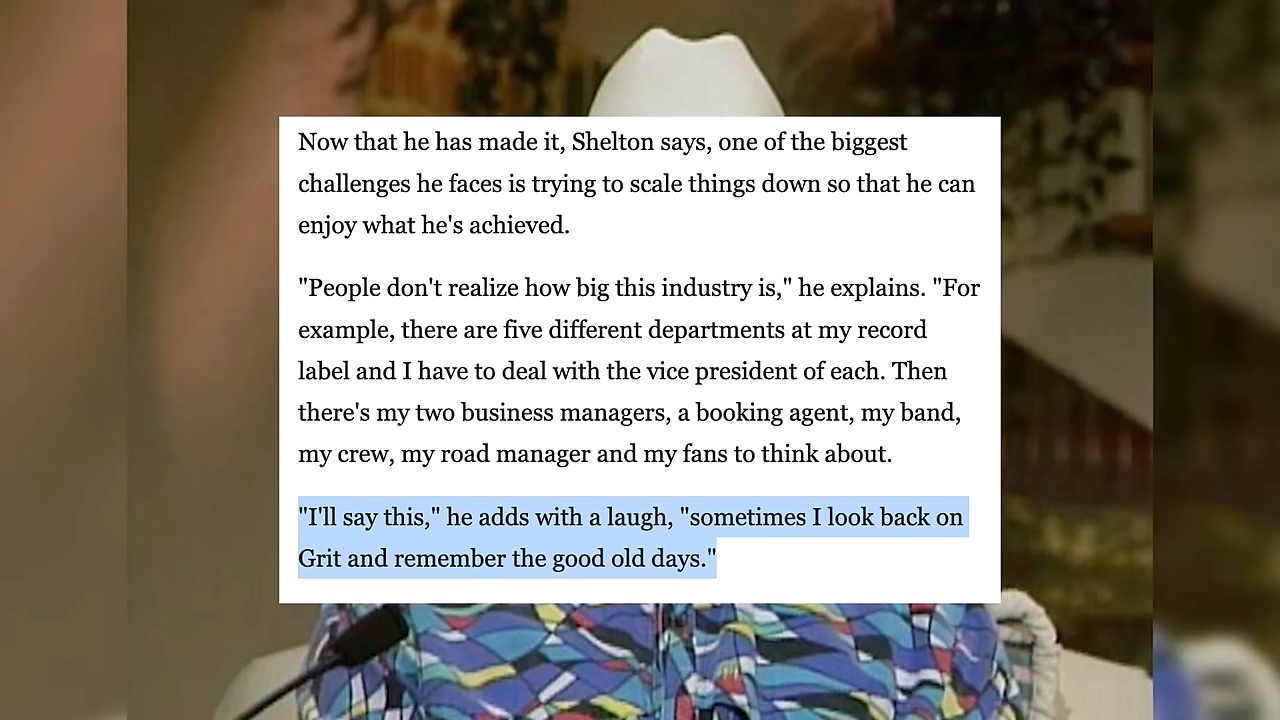 Now that he has made it, Shelton says, one of the biggest
challenges he faces is trying to scale things down so that he can
enjoy what he's achieved.
"People don't realize how big this industry is," he explains. "For
example, there are five different departments at my record
label and I have to deal with the vice president of each. Then
there's my two business managers, a booking agent, my band,
my crew, my road manager and my fans to think about.
"I'll say this," he adds with a laugh, "sometimes I look back on
Grit and remember the good old days."